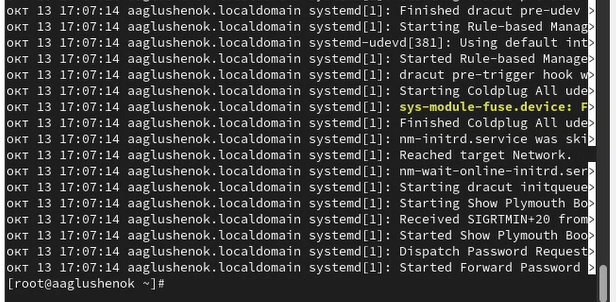 окт 13 17:07:14 aaglushenok.localdomain systemd[1]: Finished dracut pre-udev >
окт 13 17:07:14 aaglushenok.localdomain systemd[1]: Starting Rule-based Manag>
окт 13 17:07:14 aaglushenok.localdomain systemd-udevd[381]: Using default int>
окт 13 17:07:14 aaglushenok.localdomain systemd[1]: Started Rule-based Manage>
окт 13 17:07:14 aaglushenok.localdomain systemd[1]: dracut pre-trigger hook w>
окт 13 17:07:14 aaglushenok.localdomain systemd[1]: Starting Coldplug All ude>
окт 13 17:07:14 aaglushenok.localdomain systemd[1]: sys-module-fuse.device: F>
окт 13 17:07:14 aaglushenok.localdomain systemd[1]: Finished Coldplug All ude>
окт 13 17:07:14 aaglushenok.localdomain systemd[1]: nm-initrd.service was ski>
окт 13 17:07:14 aaglushenok.localdomain systemd[1]: Reached target Network.
окт 13 17:07:14 aaglushenok.localdomain systemd[1]: nm-wait-online-initrd.ser>
окт 13 17:07:14 aaglushenok.localdomain systemd[1]: Starting dracut initqueue>
окт 13 17:07:14 aaglushenok.localdomain systemd[1]: Starting Show Plymouth Bo>
окт 13 17:07:14 aaglushenok.localdomain systemd[1]: Received SIGRTMIN+20 from>
окт 13 17:07:14 aaglushenok.localdomain systemd[1]: Started Show Plymouth Boo>
окт 13 17:07:14 aaglushenok.localdomain systemd[1]: Dispatch Password Request>
окт 13 17:07:14 aaglushenok.localdomain systemd[1]: Started Forward Password >
[root@aaglushenok ~]#